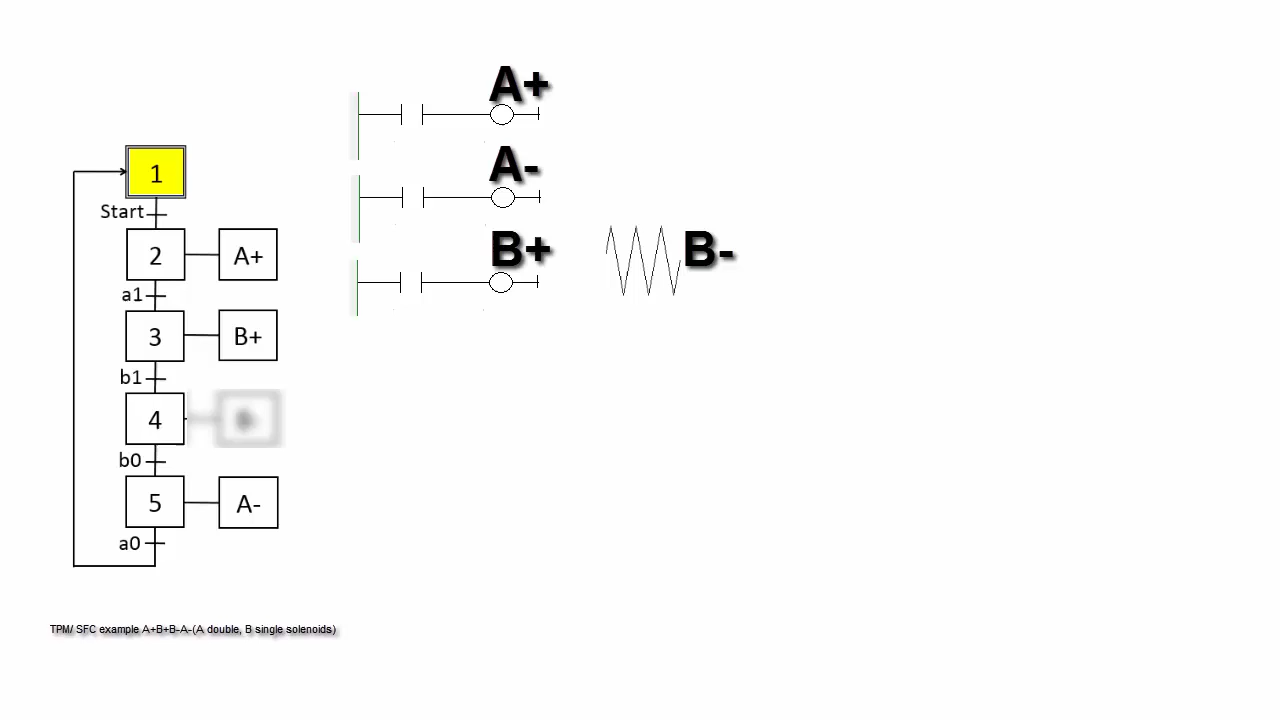 A+
A-
B+
B-
1
Start
2
A+
a1
3
B+
b1
4
b0
5
A-
a0
TPM/ SFC example A+B+B-A-(A double, B single solenoids)